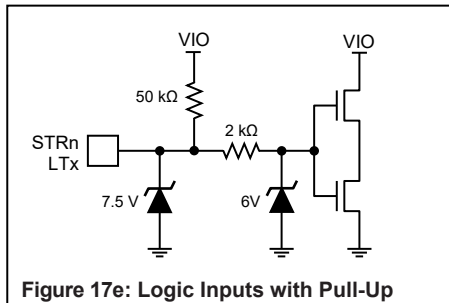 VIO
VIO
50 kΩ
2 kΩ
STRn
LTx
7.5 V
6V
Figure 17e: Logic Inputs with Pull-Up